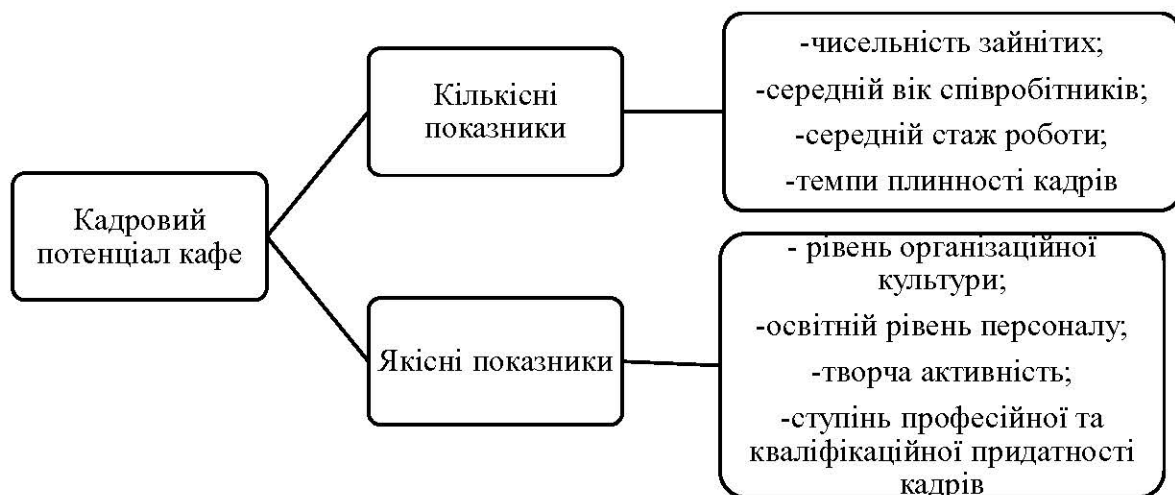 Кадровий
потенціал кафе
Кількісні
показники
-чисельність зайнітих;
-середній вік співробітників;
-середній стаж роботи;
-темпи плинності кадрів
Якісні показники
- рівень організаційної
культури;
-освітній рівень персоналу;
-творча активність;
-ступінь професійної та
кваліфікаційної придатності
кадрів